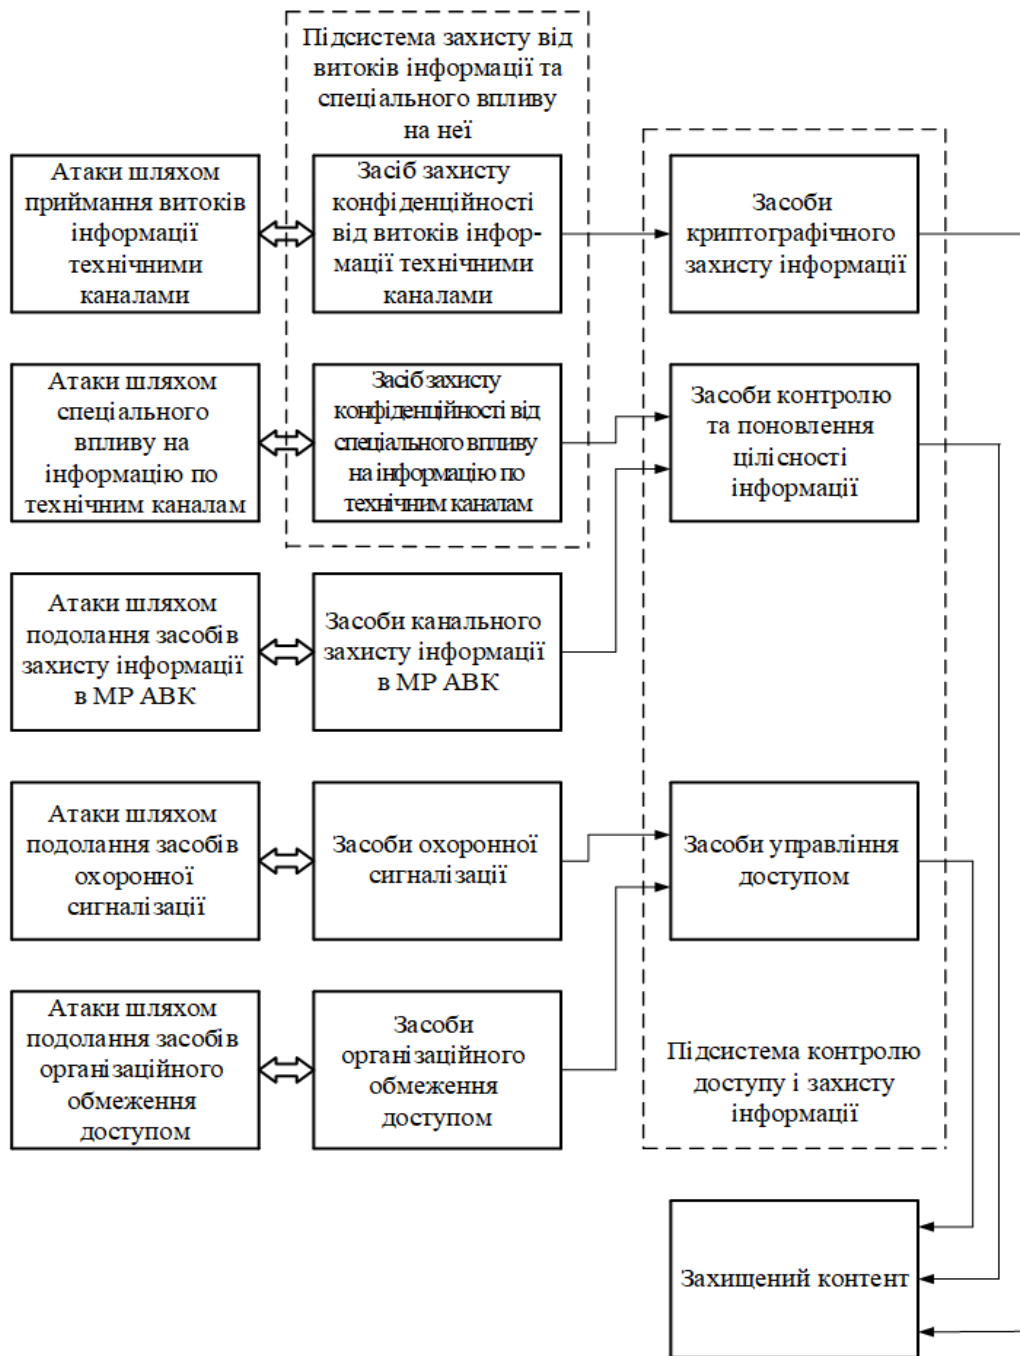 Підсистема захисту від
витоків інформації та
спеціального впливу
на неї
Атаки шляхом
приймання витоків
інформації
технічними
каналами
Засіб захисту
конфіденційності
від витоків інфор-
мації технічними
каналами
Засоби
криптографічного
захисту інформації
Атаки шляхом
спеціального
впливу на
інформацію по
технічним каналам
Засіб захисту
конфіденційності від
спеціального впливу
на інформацію по
технічним каналам
Засоби контролю
та поновлення
цілісності
інформації
Атаки шляхом
подолання засобів
захисту інформації
в МР АВК
Засоби канального
захисту інформації
в МР АВК
Атаки шляхом
подолання засобів
охоронної
сигналізації
Засоби охоронної
сигналізації
Засоби управління
доступом
Атаки шляхом
подолання засобів
організаційного
обмеження
доступом
Засоби
організаційного
обмеження
доступом
Підсистема контролю
доступу і захисту
інформації
Захищений контент